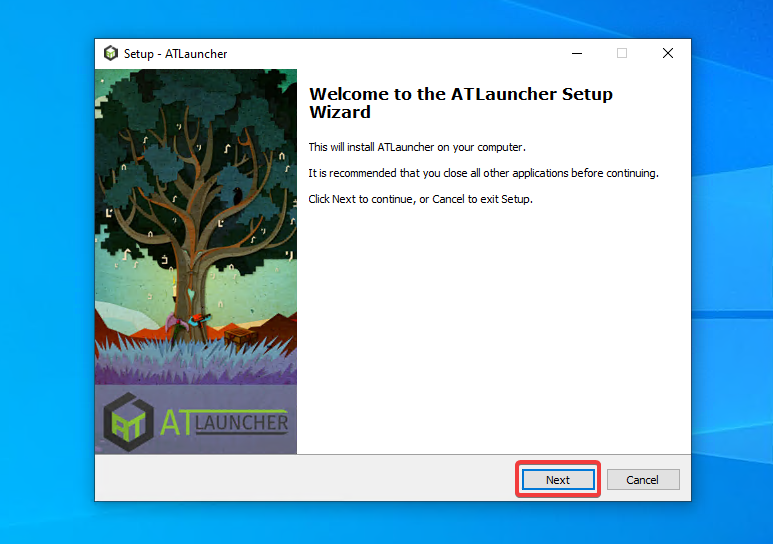 Setup - ATLauncher
Welcome to the ATLauncher Setup
Wizard
This will install ATLauncher on your computer.
It is recommended that you close all other applications before continuing.
Click Next to continue, or Cancel to exit Setup.
AT LAUNCHER
Next
Cancel